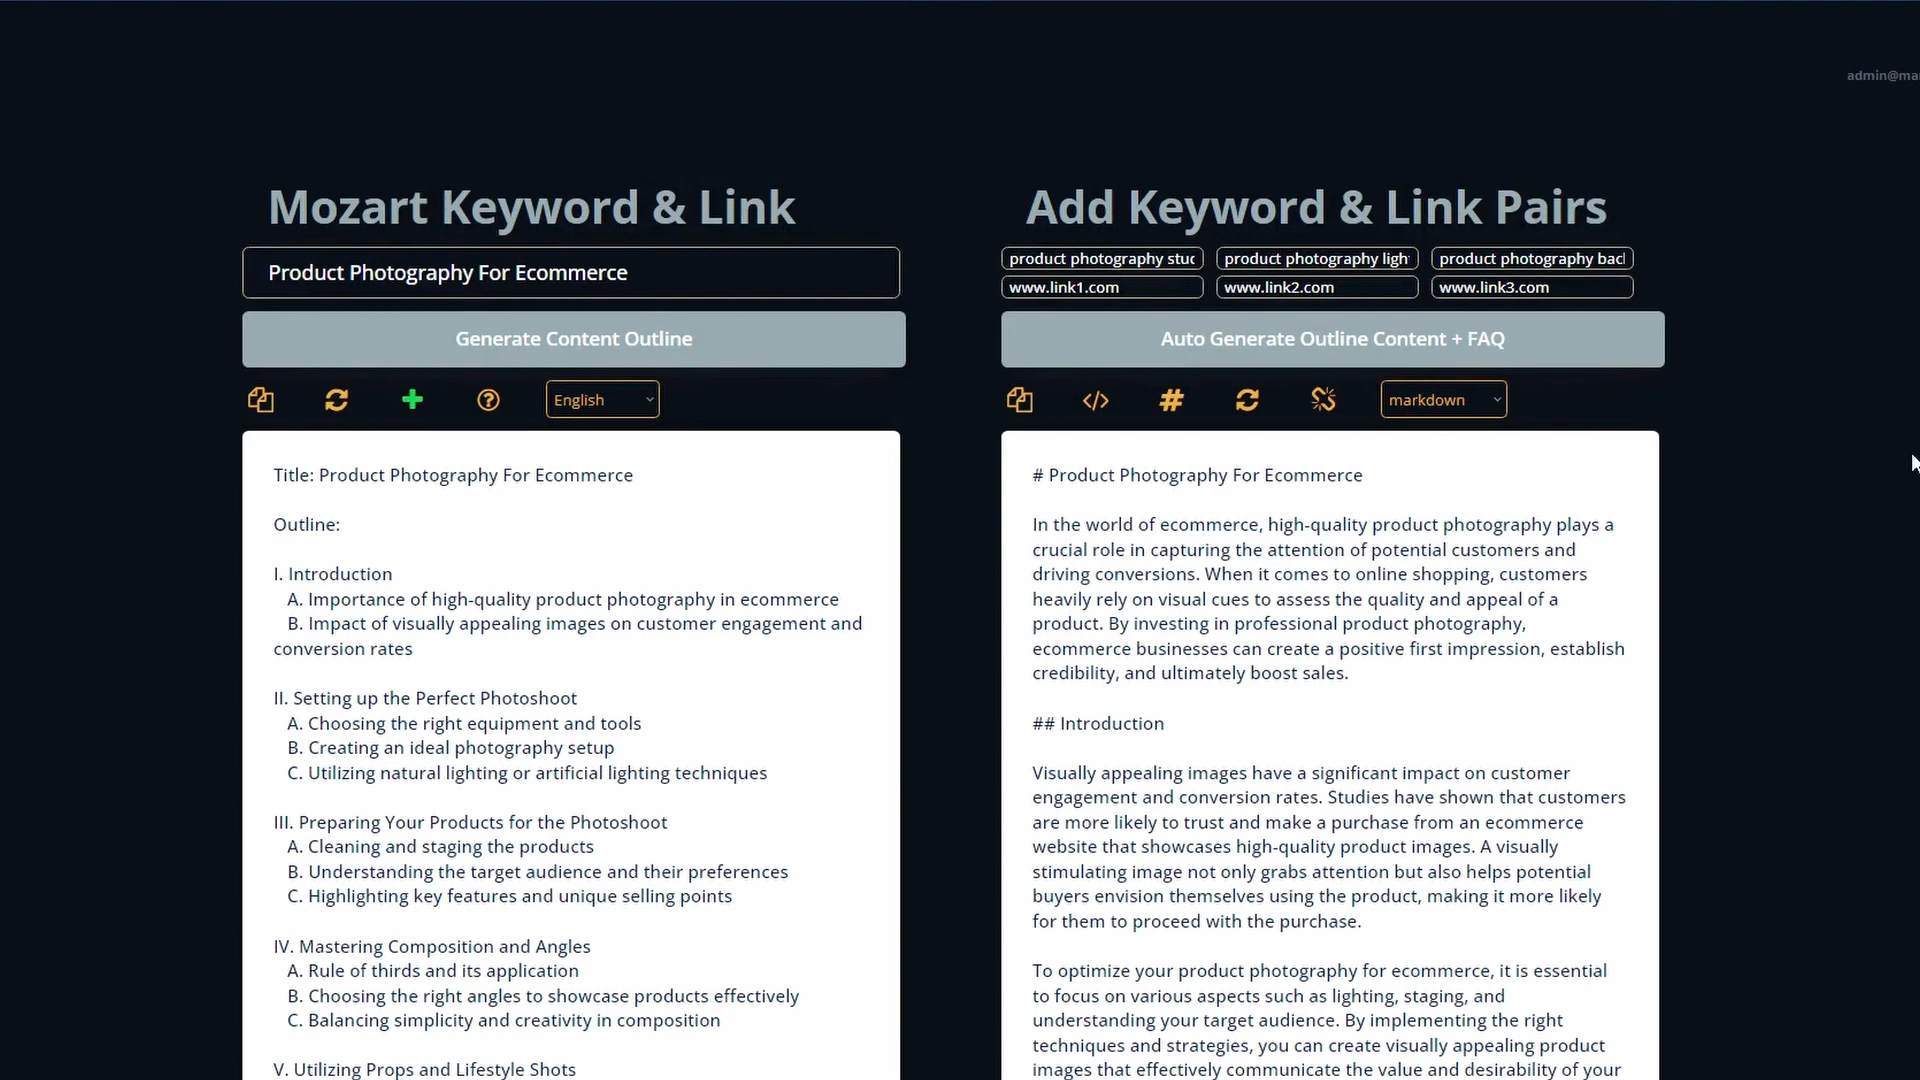 admin@ma
Mozart Keyword & Link
Product Photography For Ecommerce
Generate Content Outline
English
Title: Product Photography For Ecommerce
Outline:
I. Introduction
A. Importance of high-quality product photography in ecommerce
B. Impact of visually appealing images on customer engagement and
conversion rates
II. Setting up the Perfect Photoshoot
A. Choosing the right equipment and tools
B. Creating an ideal photography setup
C. Utilizing natural lighting or artificial lighting techniques
III. Preparing Your Products for the Photoshoot
A. Cleaning and staging the products
B. Understanding the target audience and their preferences
C. Highlighting key features and unique selling points
IV. Mastering Composition and Angles
A. Rule of thirds and its application
B. Choosing the right angles to showcase products effectively
C. Balancing simplicity and creativity in composition
V. Utilizing Props and Lifestyle Shots
Add Keyword & Link Pairs
product photography stuc product photography ligh product photography bac
www.link1.com www.link2.com www.link3.com
Auto Generate Outline Content + FAQ
markdown
# Product Photography For Ecommerce
In the world of ecommerce, high-quality product photography plays a
crucial role in capturing the attention of potential customers and
driving conversions. When it comes to online shopping, customers
heavily rely on visual cues to assess the quality and appeal of a
product. By investing in professional product photography,
ecommerce businesses can create a positive first impression, establish
credibility, and ultimately boost sales.
## Introduction
Visually appealing images have a significant impact on customer
engagement and conversion rates. Studies have shown that customers
are more likely to trust and make a purchase from an ecommerce
website that showcases high-quality product images. A visually
stimulating image not only grabs attention but also helps potential
buyers envision themselves using the product, making it more likely
for them to proceed with the purchase.
To optimize your product photography for ecommerce, it is essential
to focus on various aspects such as lighting, staging, and
understanding your target audience. By implementing the right
techniques and strategies, you can create visually appealing product
images that effectively communicate the value and desirability of your